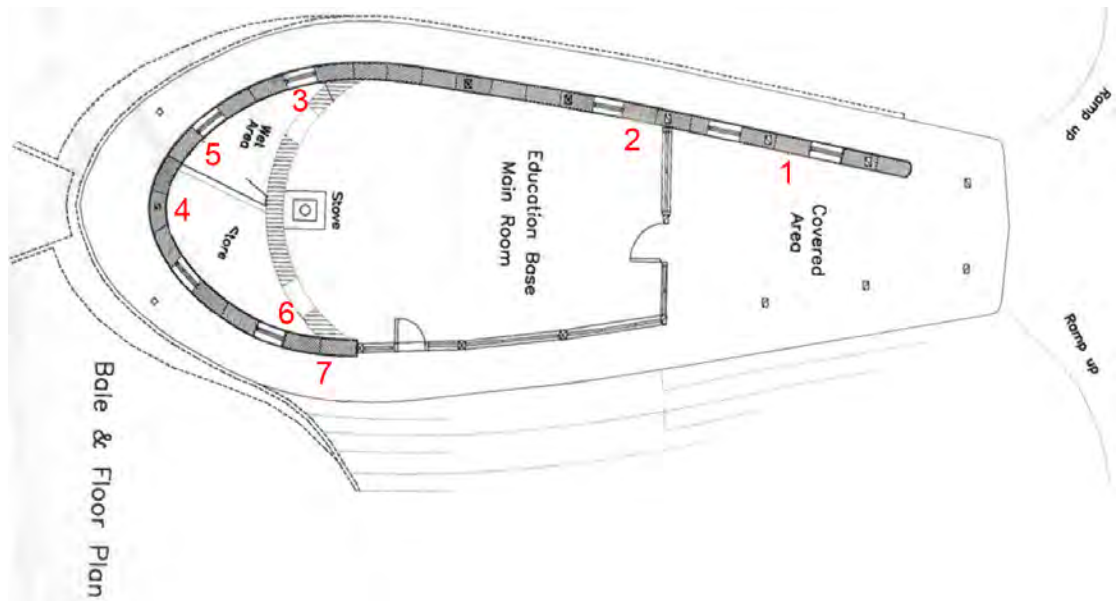 Ramp up
Ramp up
3
Wet
Area
5
4
Store
6
7
Stove
Education Base
Main Room
2
1
Covered
Area
Bale & Floor Plan